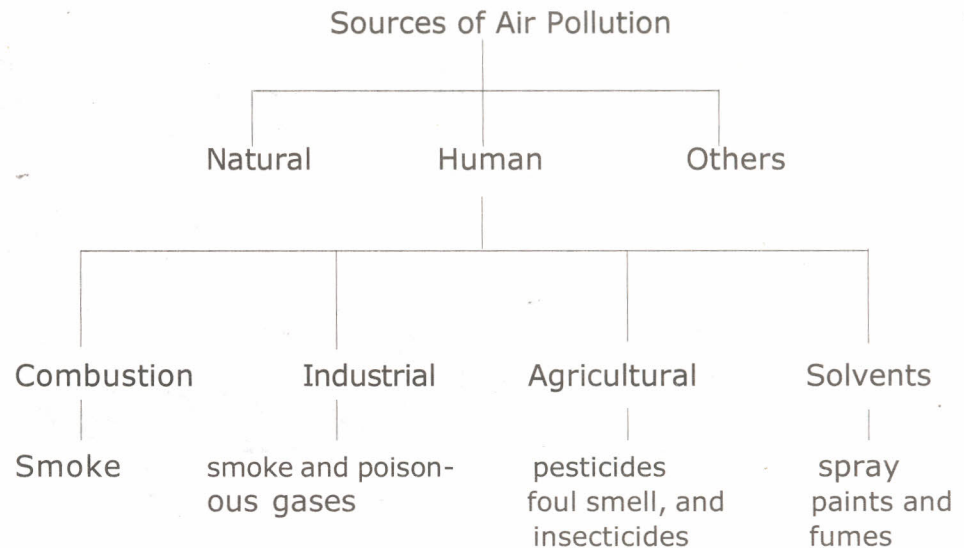 Sources of Air Pollution
Natural Human Others
Combustion Industrial Agricultural Solvents
Smoke
smoke and poison-
ous gases
pesticides
foul smell, and
insecticides
spray
paints and
fumes